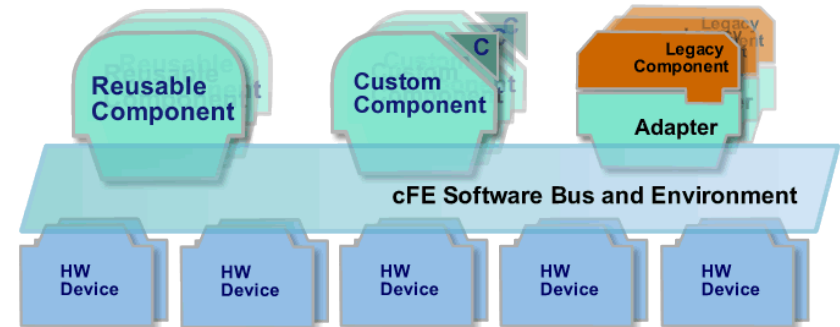 Reusable
Component
C
Custom
Component
C
Legacy
Component
Adapter
cFE Software Bus and Environment
HW
Device
HW
Device
HW
Device
HW
Device
HW
Device